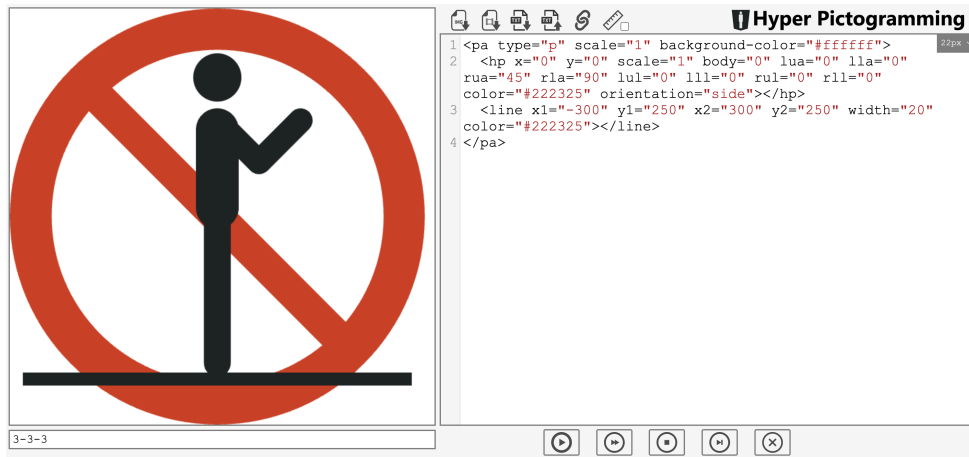 IMG
TXT
TXT
Hyper Pictogramming
22px
1 <pa type="p" scale="1" background-color="#ffffff">
2   <hp x="0" y="0" scale="1" body="0" lua="0" lla="0"
rua="45" rla="90" lul="0" lll="0" rul="0" rll="0"
color="#222325" orientation="side"></hp>
3   <line x1="-300" y1="250" x2="300" y2="250" width="20"
color="#222325"></line>
4 </pa>
3-3-3